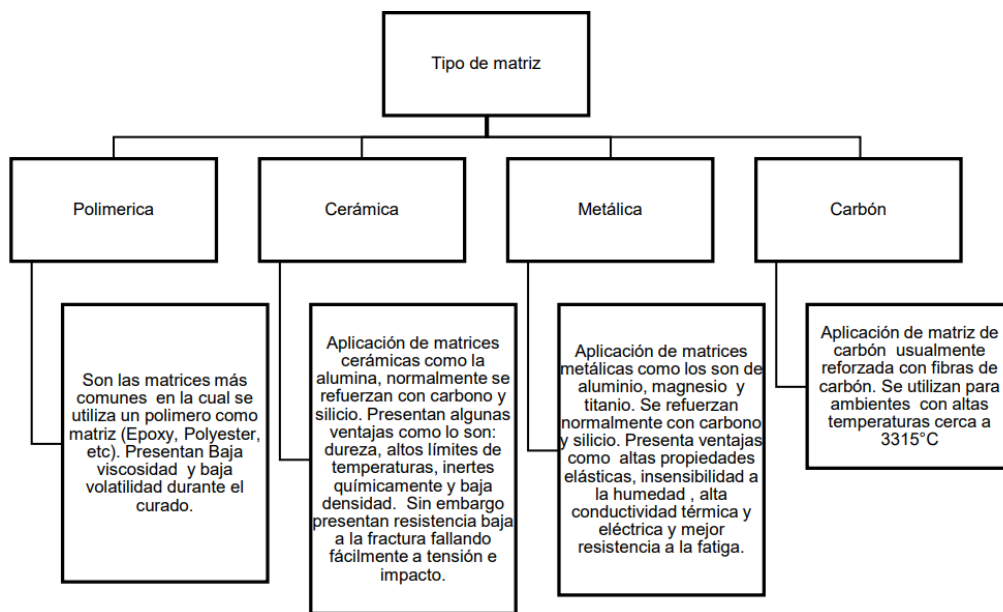 Tipo de matriz
Polimerica
Cerámica
Metálica
Carbón
Son las matrices más
comunes en la cual se
utiliza un polimero como
matriz (Epoxy, Polyester,
etc). Presentan Baja
viscosidad y baja
volatilidad durante el
curado.
Aplicación de matrices
cerámicas como la
alumina, normalmente se
refuerzan con carbono y
silicio. Presentan algunas
ventajas como lo son:
dureza, altos límites de
temperaturas, inertes
químicamente y baja
densidad. Sin embargo
presentan resistencia baja
a la fractura fallando
fácilmente a tensión e
impacto.
Aplicación de matrices
metálicas como los son de
aluminio, magnesio y
titanio. Se refuerzan
normalmente con carbono
y silicio. Presenta ventajas
como altas propiedades
elásticas, insensibilidad a
la humedad , alta
conductividad térmica y
eléctrica y mejor
resistencia a la fatiga.
Aplicación de matriz de
carbón usualmente
reforzada con fibras de
carbón. Se utilizan para
ambientes con altas
temperaturas cerca a
3315°C